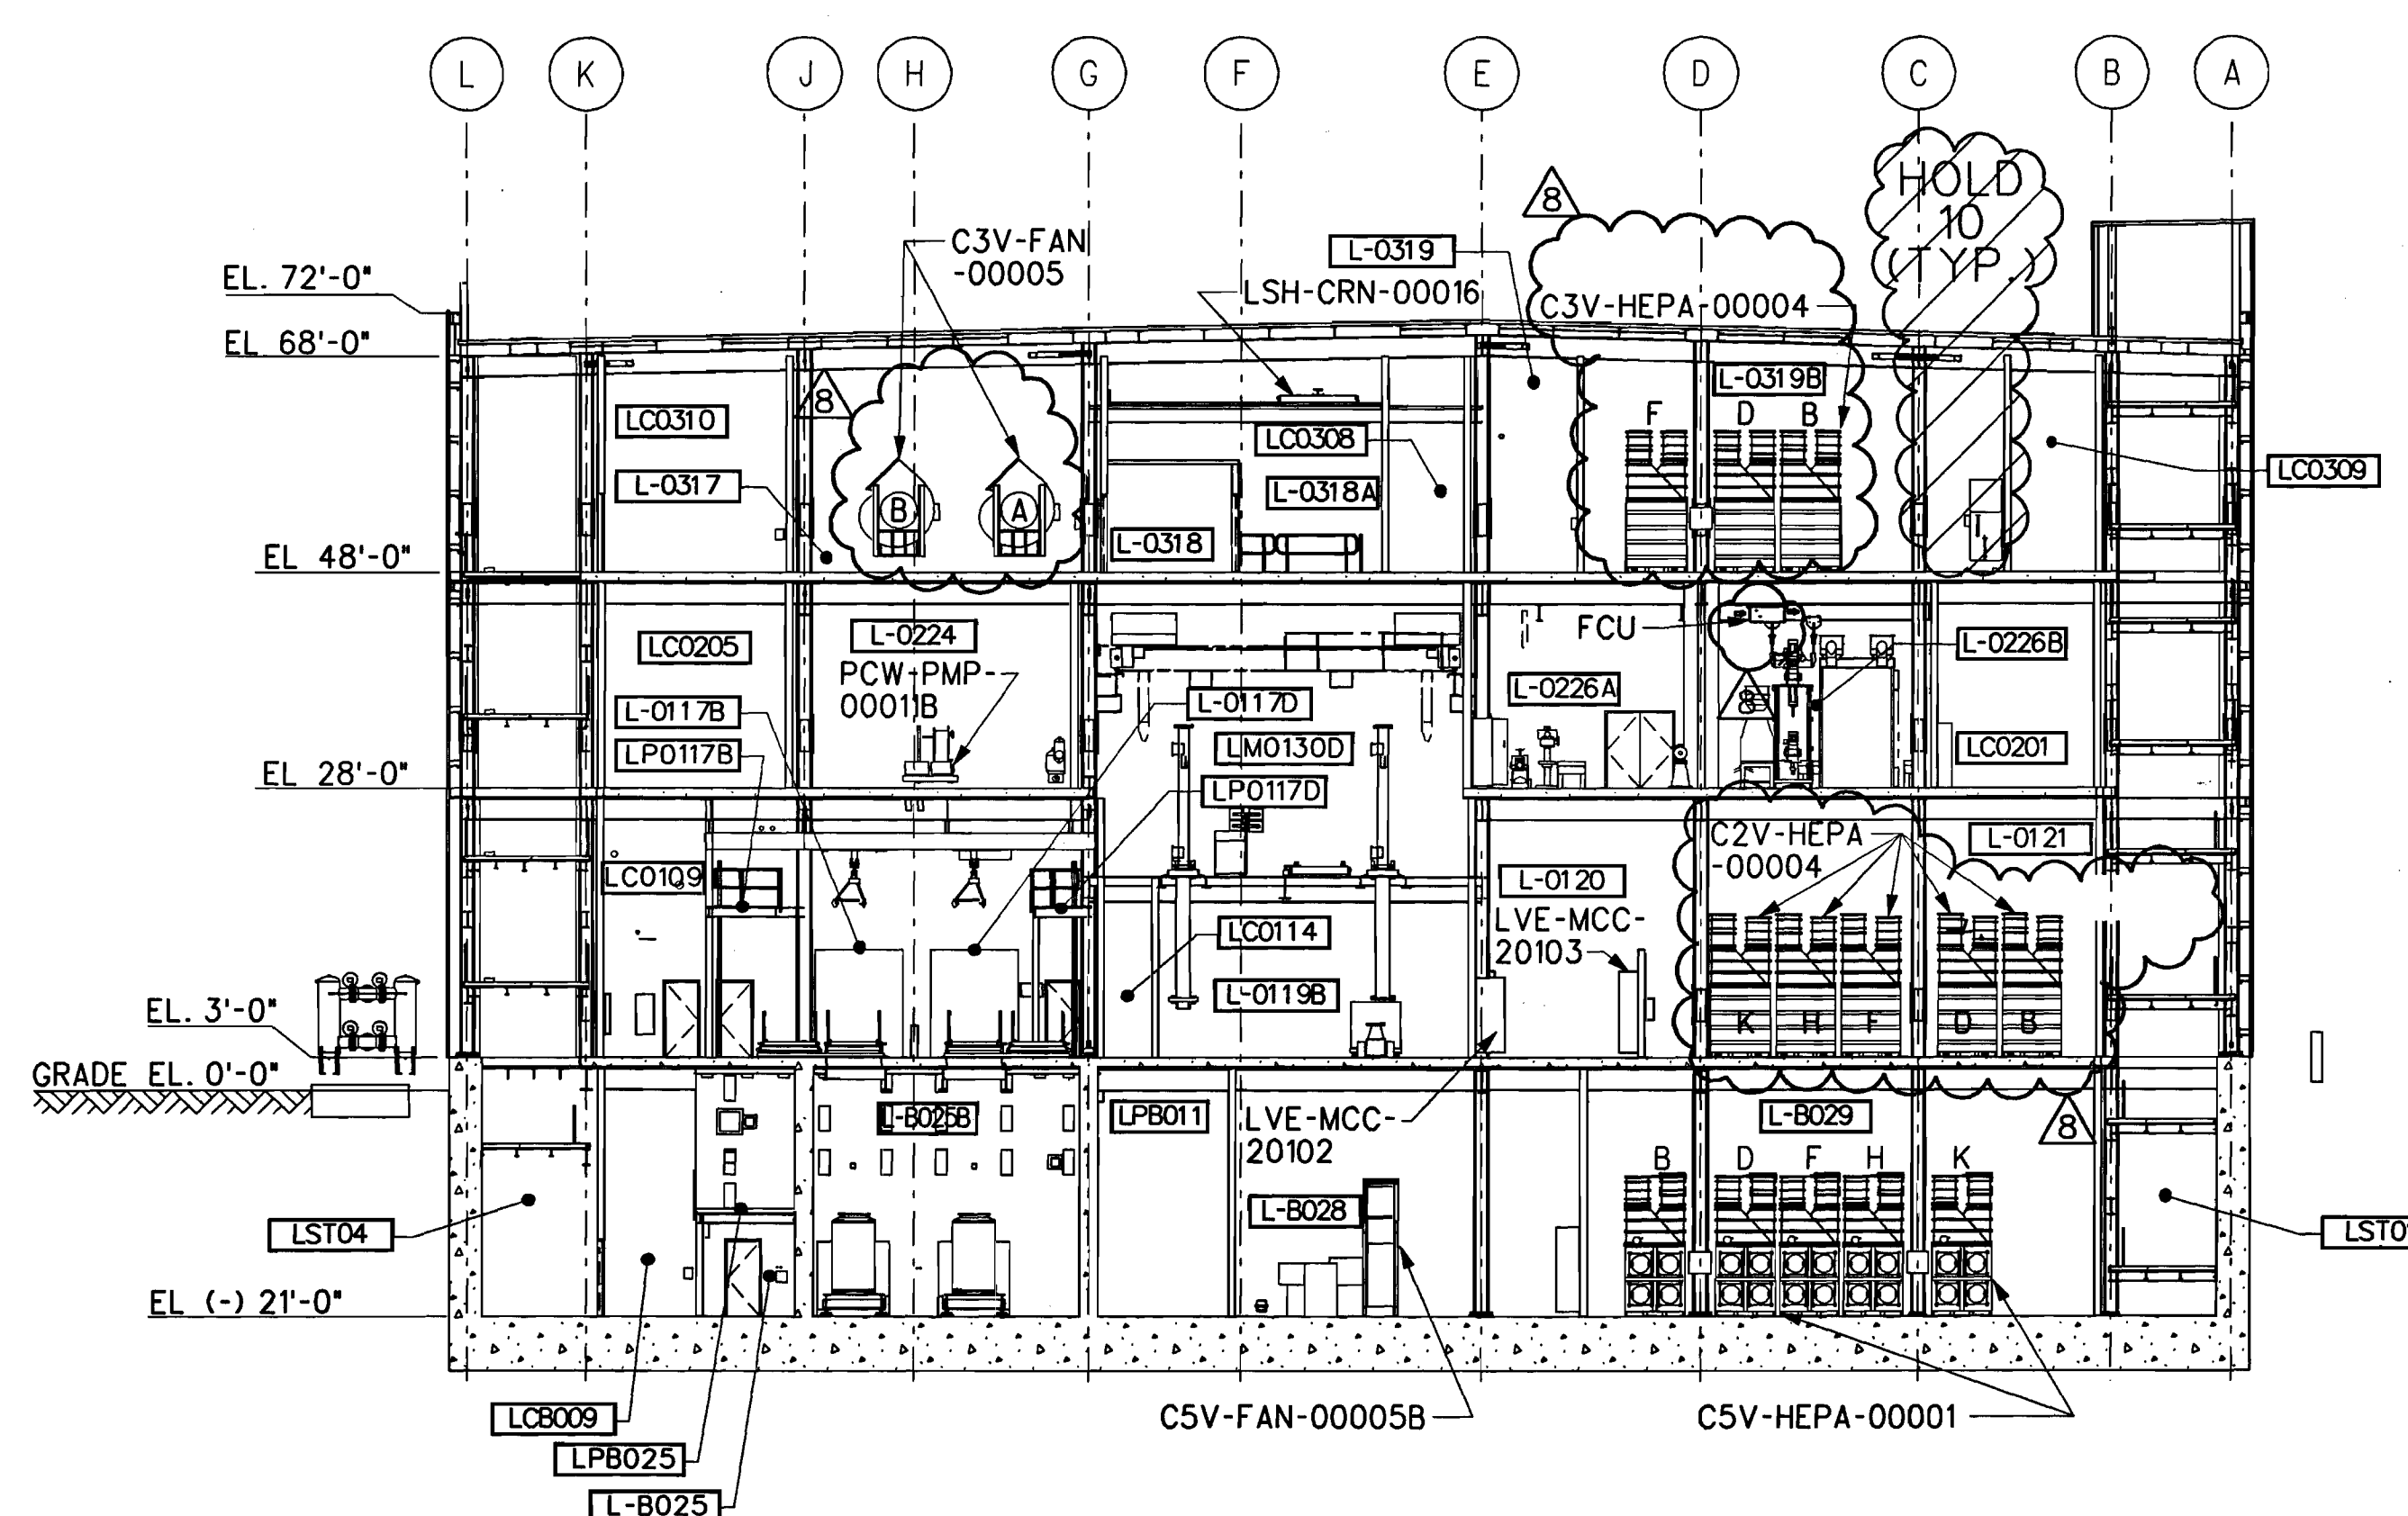 L K J H G F E D C B A
HOLD
10
(TYP.)
8
C3V-FAN
-00005
L-0319
EL. 72'-0"
LSH-CRN-00016
C3V-HEPA-00004
EL 68'-0"
8
L-0319B
LC0310
F D B
LC0308
LC0309
L-0317
L-0318A
B A
L-0318
EL 48'-0"
L-0224
FCU
LC0205
L-0226B
PCW-PMP-
00011B
L-0226A
L-0117B
L-0117D
8
LP0117B
LM0130D
LC0201
EL 28'-0"
LP0117D
C2V-HEPA
-00004
L-0121
LC0109
L-0120
LVE-MCC-
20103
LC0114
L-0119B
EL. 3'-0"
K H F D B
GRADE EL. 0'-0"
L-B025B
LPB011
LVE-MCC-
20102
L-B029
8
B D F H K
L-B028
LST04
EL (-) 21'-0"
LCB009
C5V-FAN-00005B
C5V-HEPA-00001
LPB025
L-B025